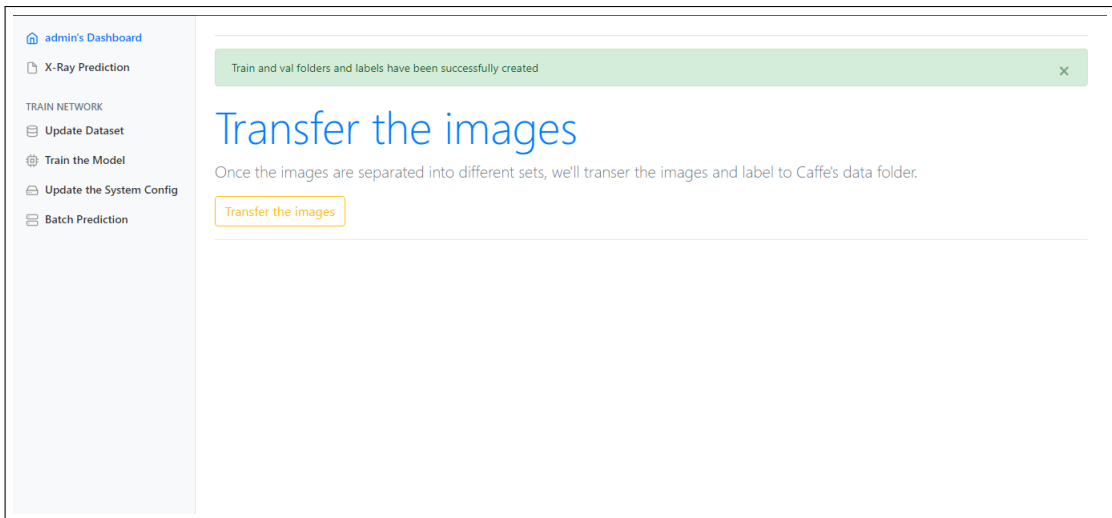 admin's Dashboard
X-Ray Prediction
TRAIN NETWORK
Update Dataset
Train the Model
Update the System Config
Batch Prediction
Train and val folders and labels have been successfully created ×
Transfer the images
Once the images are separated into different sets, we'll transer the images and label to Caffe's data folder.
Transfer the images